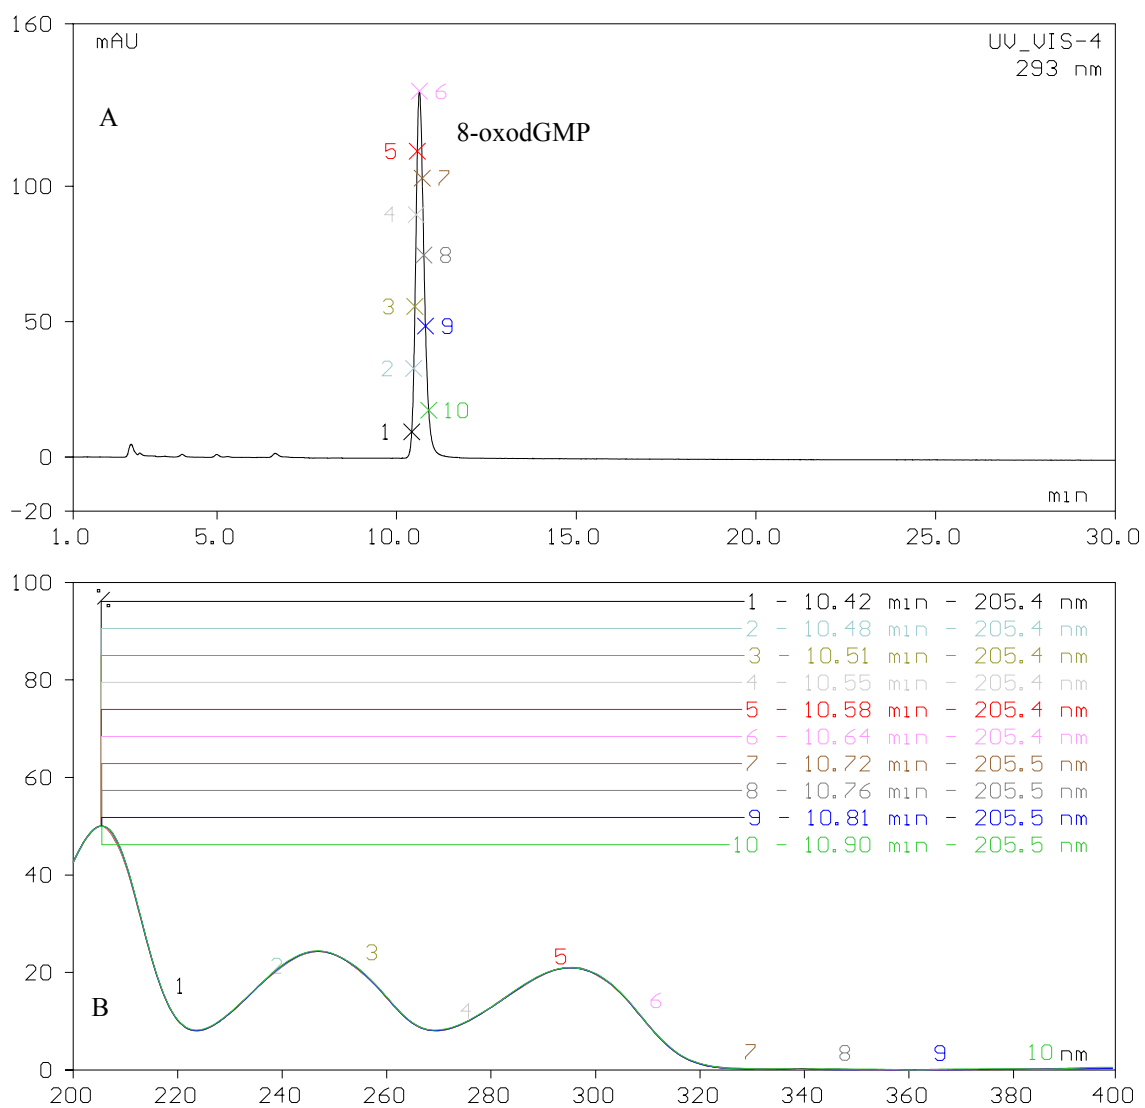 160
mAU
UV_VIS-4
293 nm
A
6
8-oxodGMP
5
7
100
4
8
3
50
9
2
10
1
0
min
-20
1.0
5.0
10.0
15.0
20.0
25.0
30.0
100
1 - 10.42 min - 205.4 nm
2 - 10.48 min - 205.4 nm
3 - 10.51 min - 205.4 nm
80
4 - 10.55 min - 205.4 nm
5 - 10.58 min - 205.4 nm
6 - 10.64 min - 205.4 nm
7 - 10.72 min - 205.5 nm
60
8 - 10.76 min - 205.5 nm
9 - 10.81 min - 205.5 nm
10 - 10.90 min - 205.5 nm
40
1
2
3
5
20
B
4
6
7
8
9
10
nm
0
200
220
240
260
280
300
320
340
360
380
400